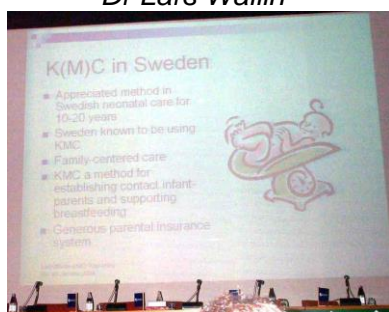 Dr Lars Wallin
K(M)C in Sweden
Appreciated method in
Swedish neonatal care for
10-20 years
Sweden known to be using
KMC
Family-centered care
KMC a method for
establishing contact infant-
parents and supporting
breastfeeding
Generous parental insurance
system